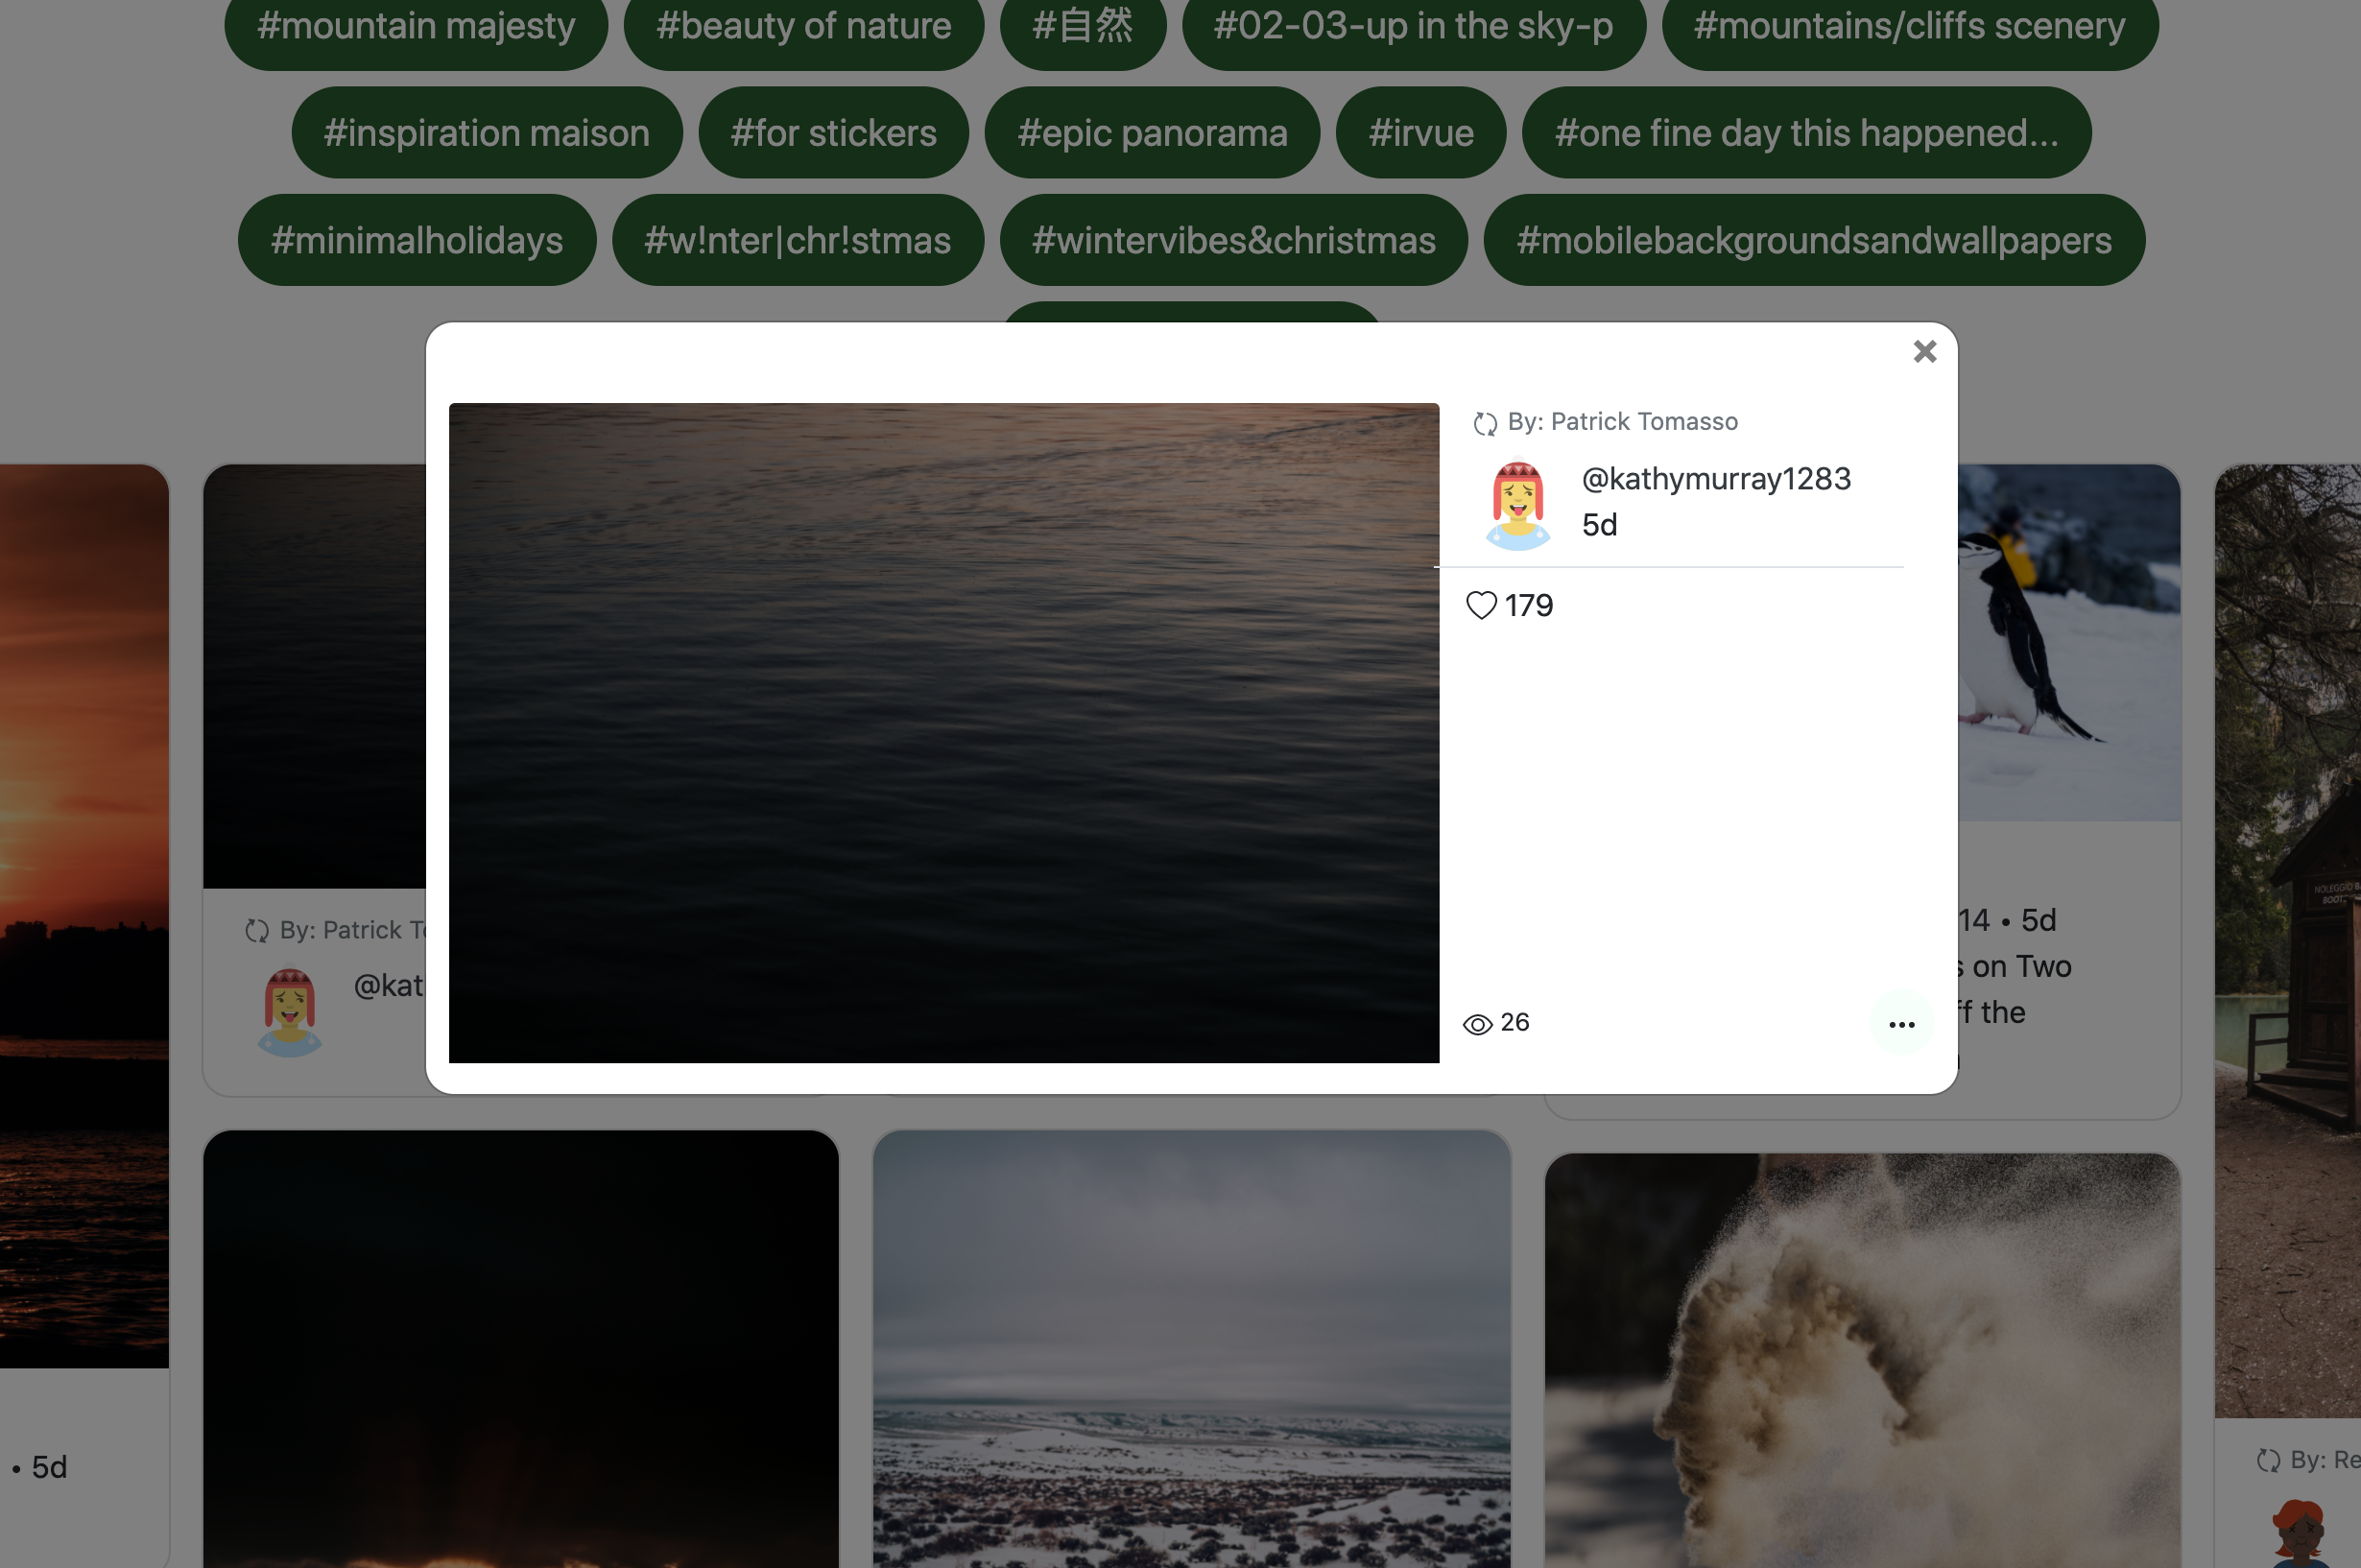 #mountain majesty #beauty of nature #自然 #02-03-up in the sky-p #mountains/cliffs scenery
#inspiration maison #for stickers #epic panorama #irvue #one fine day this happened...
#minimalholidays #w!nter|chr!stmas #wintervibes&christmas #mobilebackgroundsandwallpapers
By: Patrick Tomasso
@kathymurray1283
5d
179
26
By: Patrick
@kat
14 • 5d
on Two
the
NOLEGGIO
• 5d
By: Re